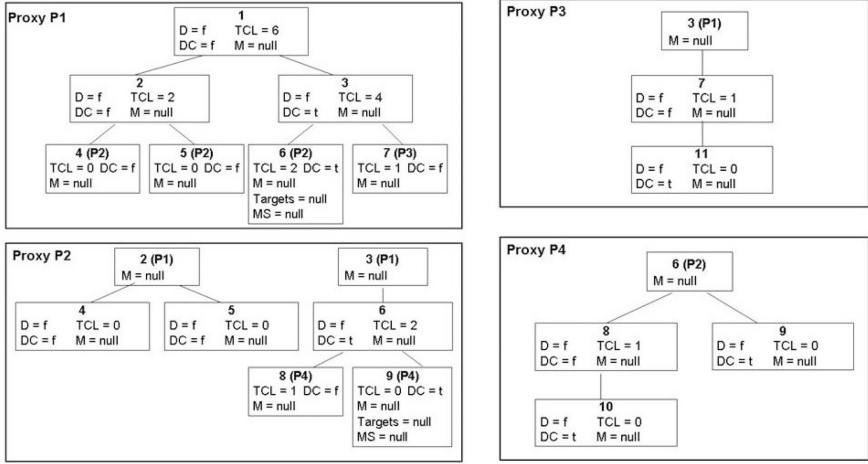 Proxy P1
1
D = f TCL = 6
DC = f M = null
2
D = f TCL = 2
DC = f M = null
3
D = f TCL = 4
DC = t M = null
4 (P2)
TCL = 0 DC = f
M = null
5 (P2)
TCL = 0 DC = f
M = null
6 (P2)
TCL = 2 DC = t
M = null
Targets = null
MS = null
7 (P3)
TCL = 1 DC = f
M = null
Proxy P3
3 (P1)
M = null
7
D = f TCL = 1
DC = f M = null
11
D = f TCL = 0
DC = t M = null
Proxy P2
2 (P1)
M = null
3 (P1)
M = null
4
D = f TCL = 0
DC = f M = null
5
D = f TCL = 0
DC = f M = null
6
D = f TCL = 2
DC = t M = null
8 (P4)
TCL = 1 DC = f
M = null
9 (P4)
TCL = 0 DC = t
M = null
Targets = null
MS = null
Proxy P4
6 (P2)
M = null
8
D = f TCL = 1
DC = f M = null
9
D = f TCL = 0
DC = t M = null
10
D = f TCL = 0
DC = t M = null